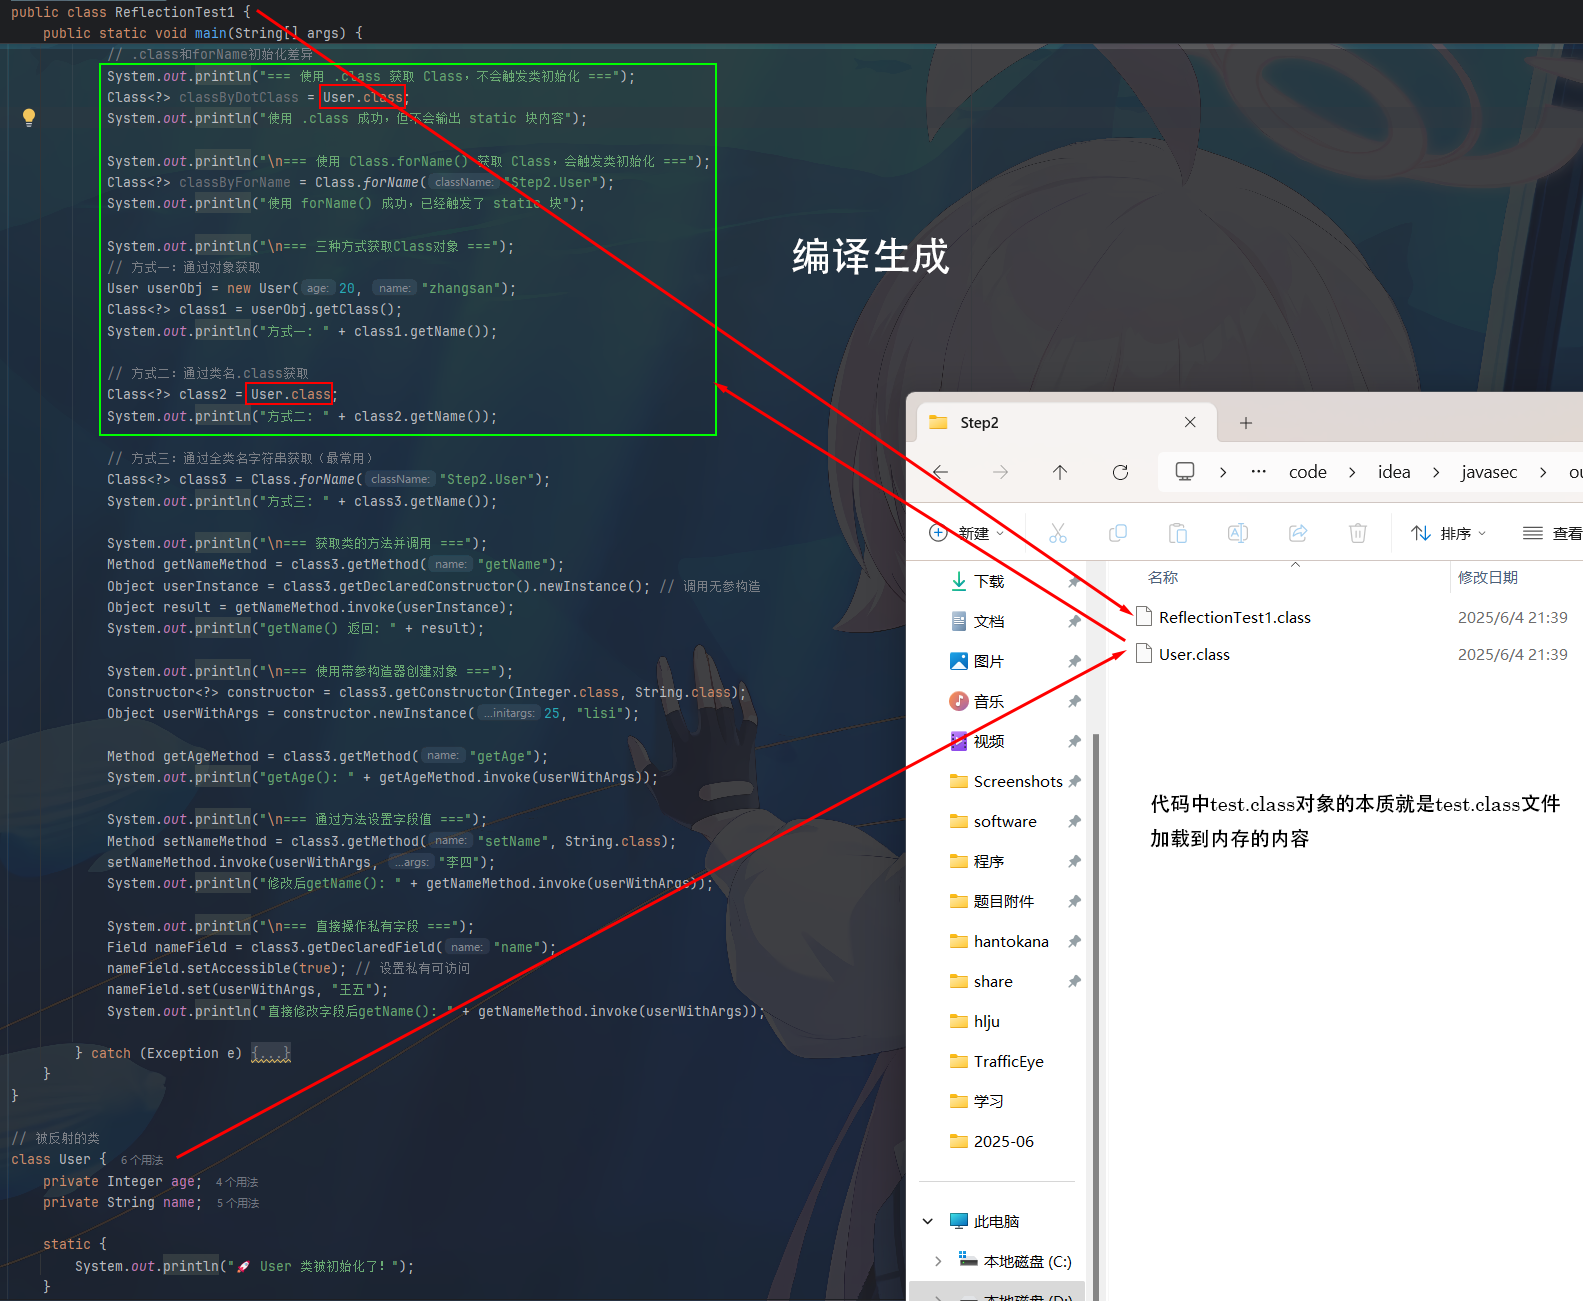 public class ReflectionTest1 {
public static void main(String[] args) {
// .class和forName初始化差异
System.out.println("=== 使用 .class 获取 Class，不会触发类初始化 ===");
Class<?> classByDotClass = User.class;
System.out.println("使用 .class 成功，但不会输出 static 块内容");
System.out.println("\n=== 使用 Class.forName() 获取 Class，会触发类初始化 ===");
Class<?> classByForName = Class.forName( className: "Step2.User");
System.out.println("使用 forName() 成功，已经触发了 static 块");
System.out.println("\n=== 三种方式获取Class对象 ===");
// 方式一：通过对象获取
User userObj = new User( age: 20, name: "zhangsan");
Class<?> class1 = userObj.getClass();
System.out.println("方式一: " + class1.getName());
// 方式二：通过类名.class获取
Class<?> class2 = User.class;
System.out.println("方式二: " + class2.getName());
// 方式三：通过全类名字符串获取（最常用）
Class<?> class3 = Class.forName( className: "Step2.User");
System.out.println("方式三: " + class3.getName());
System.out.println("\n=== 获取类的方法并调用 ===");
Method getNameMethod = class3.getMethod( name: "getName");
Object userInstance = class3.getDeclaredConstructor().newInstance(); // 调用无参构造
Object result = getNameMethod.invoke(userInstance);
System.out.println("getName() 返回: " + result);
System.out.println("\n=== 使用带参构造器创建对象 ===");
Constructor<?> constructor = class3.getConstructor(Integer.class, String.class);
Object userWithArgs = constructor.newInstance( ...initargs: 25, "lisi");
Method getAgeMethod = class3.getMethod( name: "getAge");
System.out.println("getAge(): " + getAgeMethod.invoke(userWithArgs));
System.out.println("\n=== 通过方法设置字段值 ===");
Method setNameMethod = class3.getMethod( name: "setName", String.class);
setNameMethod.invoke(userWithArgs, ...args: "李四");
System.out.println("修改后getName(): " + getNameMethod.invoke(userWithArgs));
System.out.println("\n=== 直接操作私有字段 ===");
Field nameField = class3.getDeclaredField( name: "name");
nameField.setAccessible(true); // 设置私有可访问
nameField.set(userWithArgs, "王五");
System.out.println("直接修改字段后getName(): " + getNameMethod.invoke(userWithArgs));
} catch (Exception e) {...}
}
}
// 被反射的类
class User { 6 个用法
private Integer age; 4 个用法
private String name; 5 个用法
static {
System.out.println("🚀 User 类被初始化了! ");
}
编译生成
Step2
code
idea
javasec
ou
新建
排序
查看
名称
修改日期
ReflectionTest1.class 2025/6/4 21:39
User.class 2025/6/4 21:39
下载
文档
图片
音乐
视频
Screenshots
software
程序
题目附件
hantokana
share
hlju
TrafficEye
学习
2025-06
此电脑
本地磁盘 (C:)
本地磁盘 (D:)
代码中test.class对象的本质就是test.class文件
加载到内存的内容